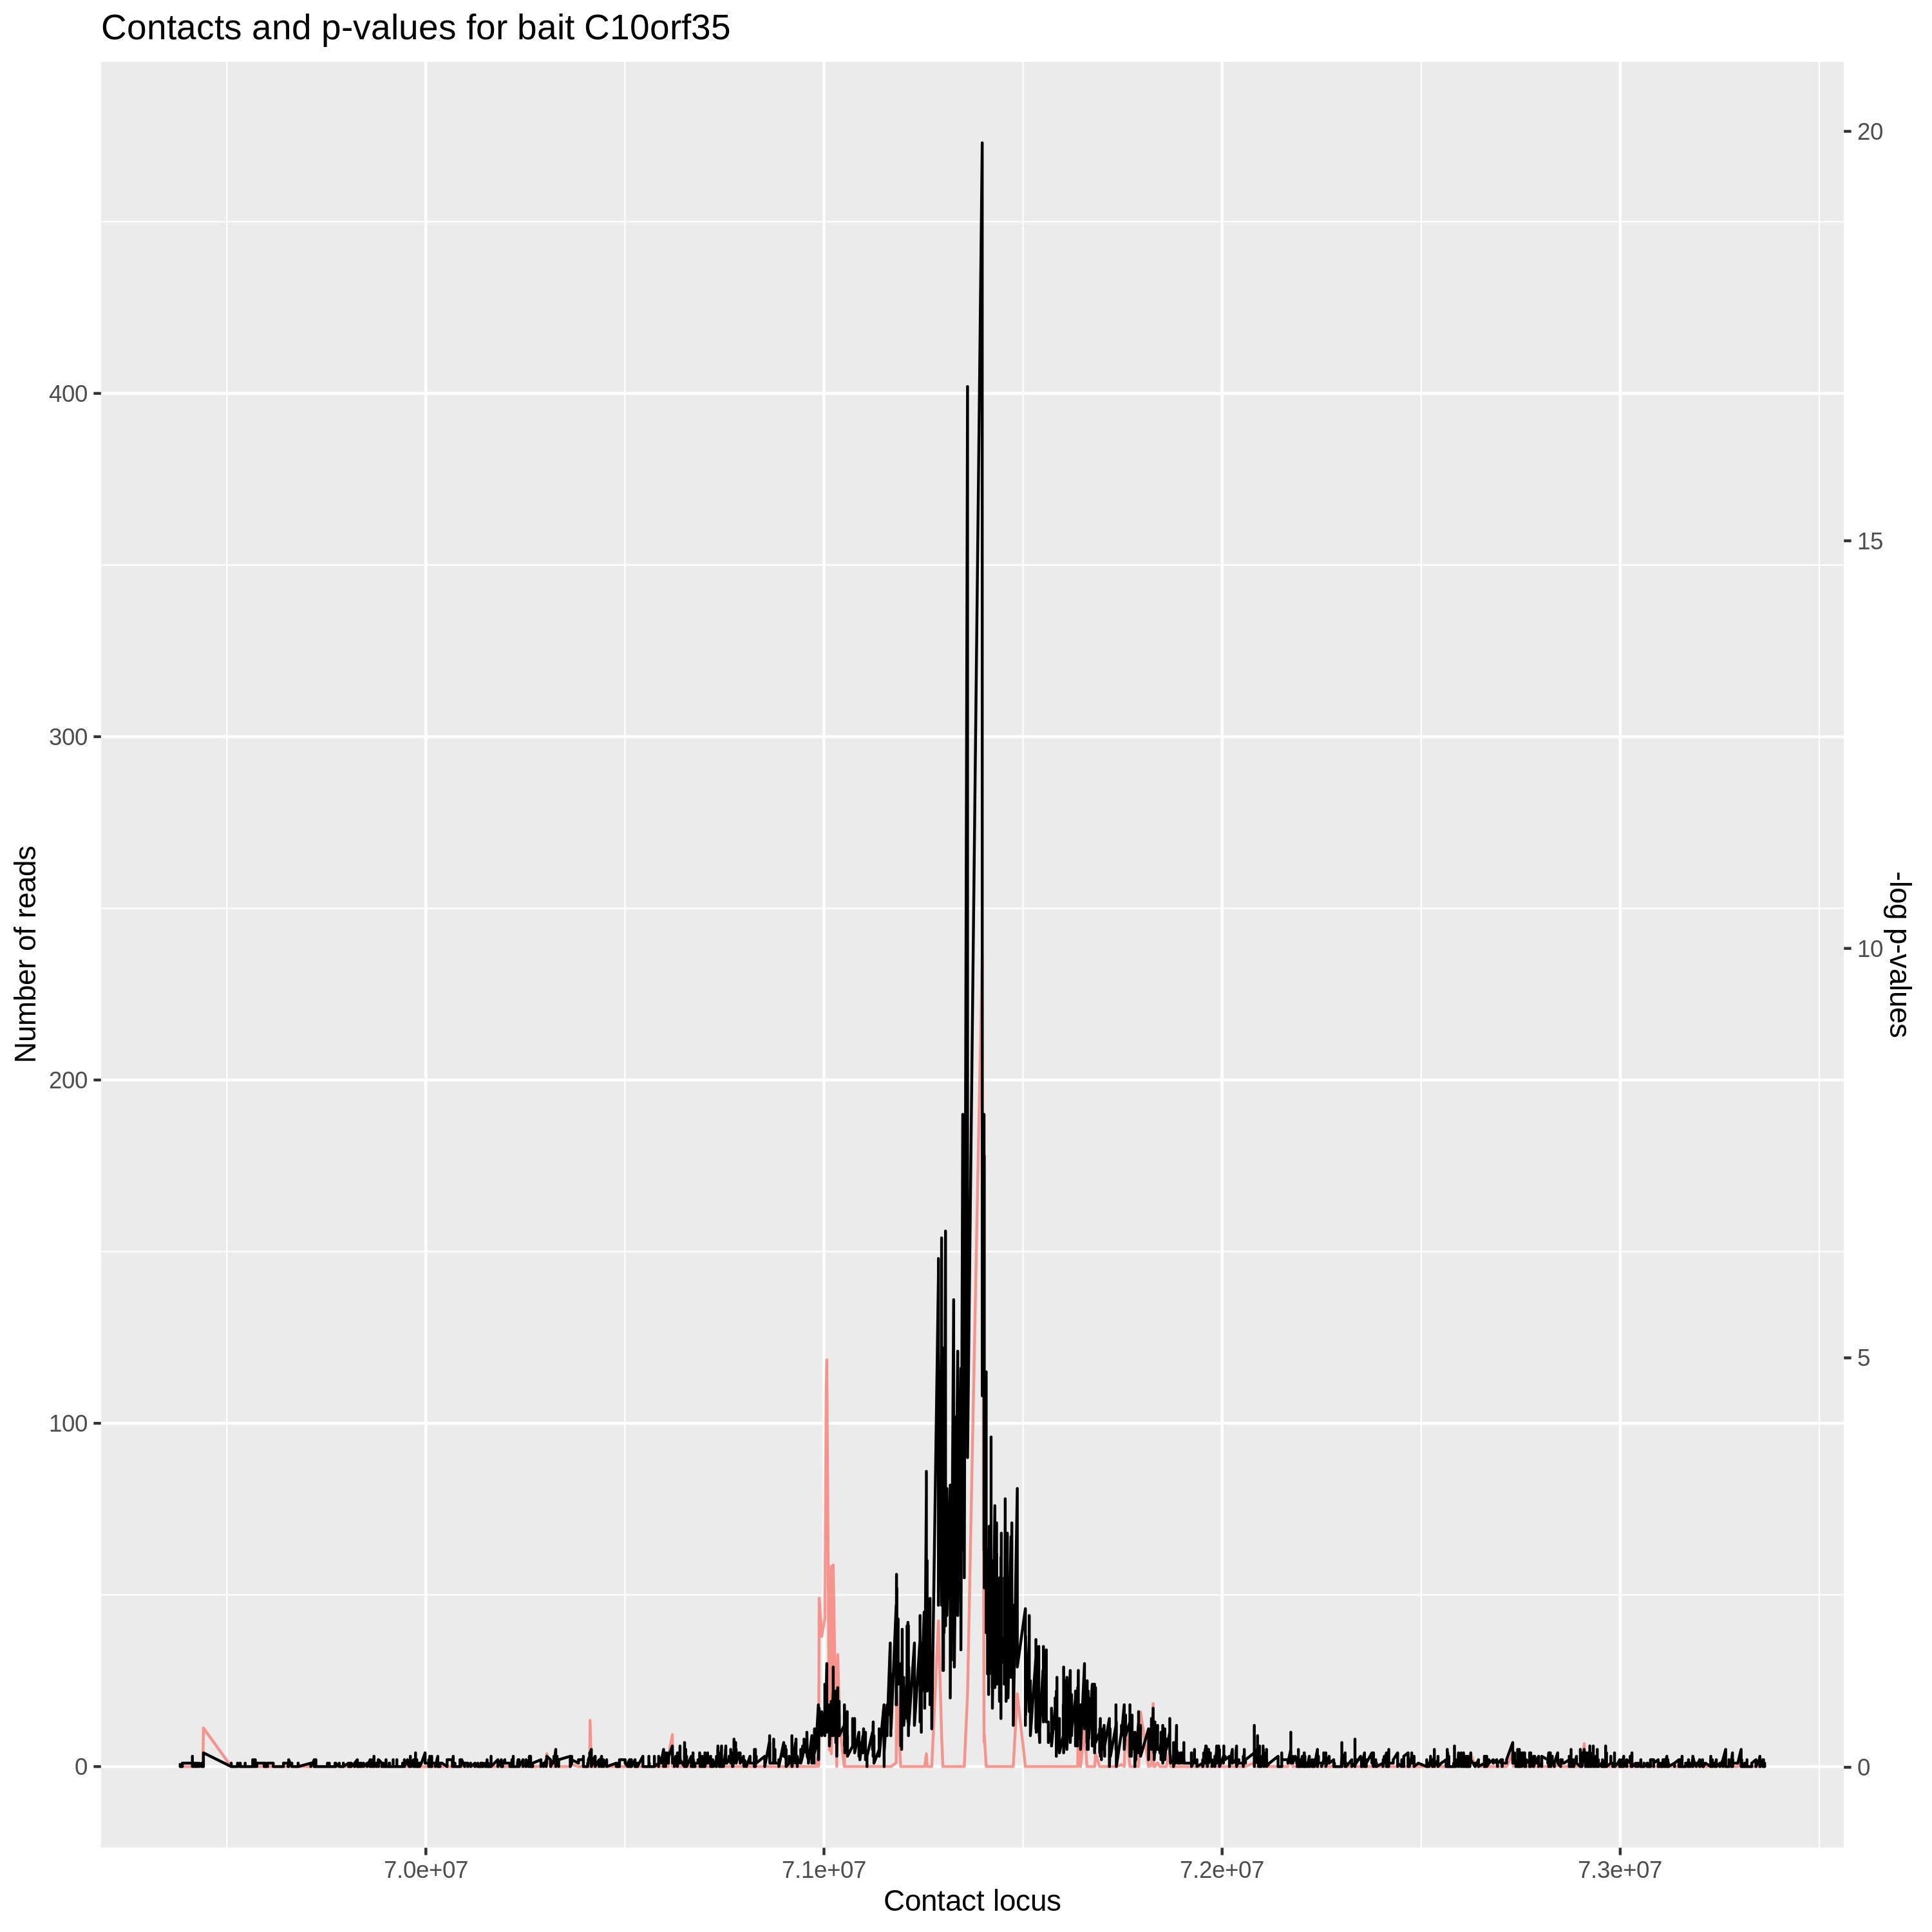 Contacts and p-values for bait C10orf35
Number of reads
400
300
200
100
0
20
15
10
5
0
-log p-values
7.0e+07 7.1e+07 7.2e+07 7.3e+07
Contact locus